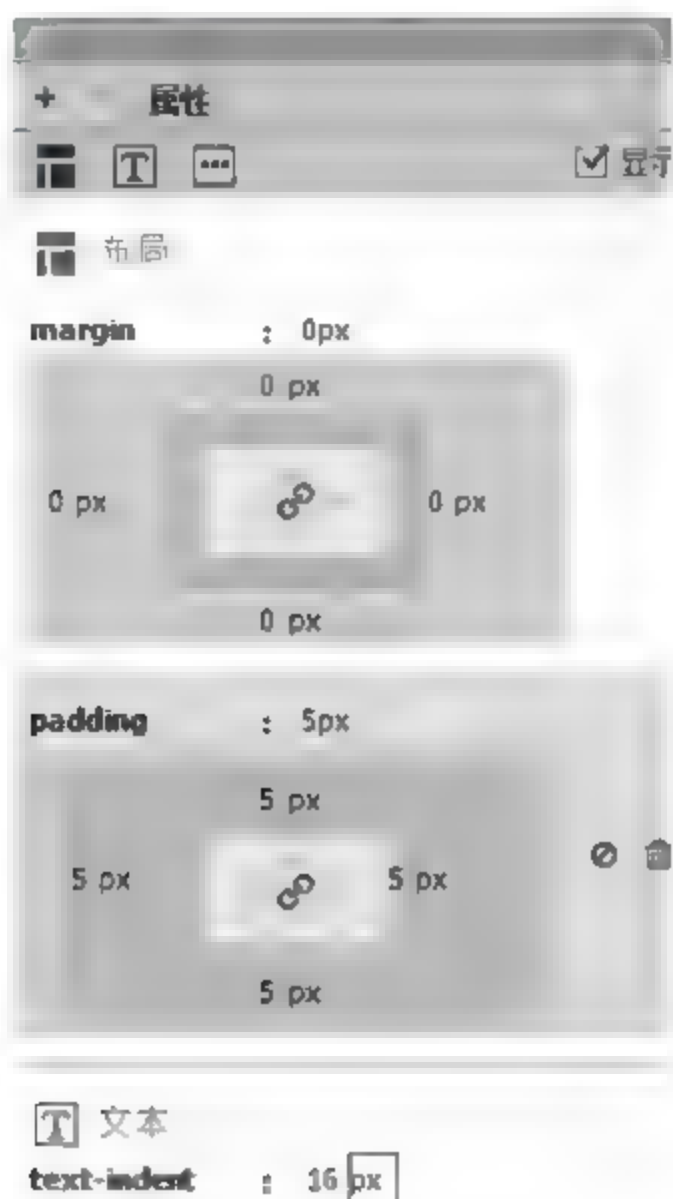 + 属性
T ... 显示
布局
margin : 0px
0 px
0 px 0 px
0 px
padding : 5px
5 px
5 px 5 px
5 px
T 文本
text-indent : 16 px